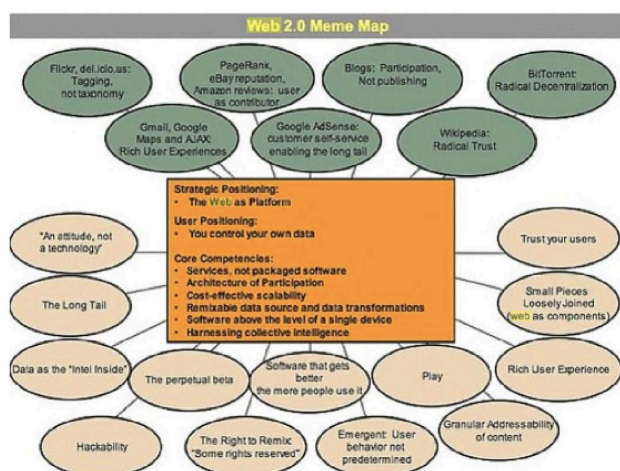 Web 2.0 Meme Map
Flickr, del.icio.us:
Tagging,
not taxonomy
PageRank,
eBay reputation,
Amazon reviews: user
as contributor
Blogs: Participation,
Not publishing
BitTorrent:
Radical Decentralization
Gmail, Google
Maps and AJAX:
Rich User Experiences
Google AdSense:
customer self-service
enabling the long tail
Wikipedia:
Radical Trust
Strategic Positioning:
• The Web as Platform
User Positioning:
• You control your own data
Core Competencies:
• Services, not packaged software
• Architecture of Participation
• Cost-effective scalability
• Remixable data source and data transformations
• Software above the level of a single device
• Harnessing collective intelligence
"An attitude, not
a technology"
Trust your users
The Long Tail
Small Pieces
Loosely Joined
(web as components)
Data as the "Intel Inside"
The perpetual beta
Software that gets
better
the more people use it
Play
Rich User Experience
Hackability
The Right to Remix:
"Some rights reserved"
Emergent: User
behavior not
predetermined
Granular Addressability
of content